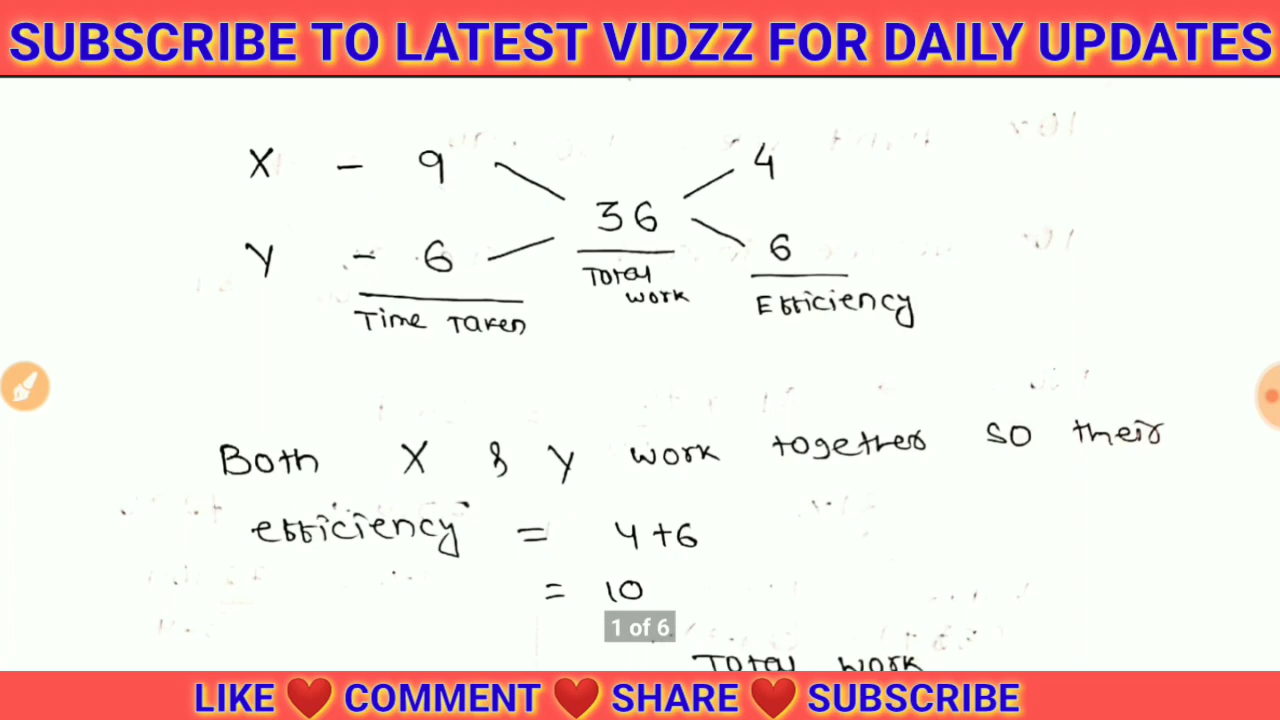 SUBSCRIBE TO LATEST VIDZZ FOR DAILY UPDATES
X - 9 4
36
Y - 6 6
Time Taken
Total
work
Efficiency
Both X & Y work together so their
efficiency = 4+6
= 10
1 of 6
Total work
LIKE ❤ COMMENT ❤ SHARE ❤ SUBSCRIBE